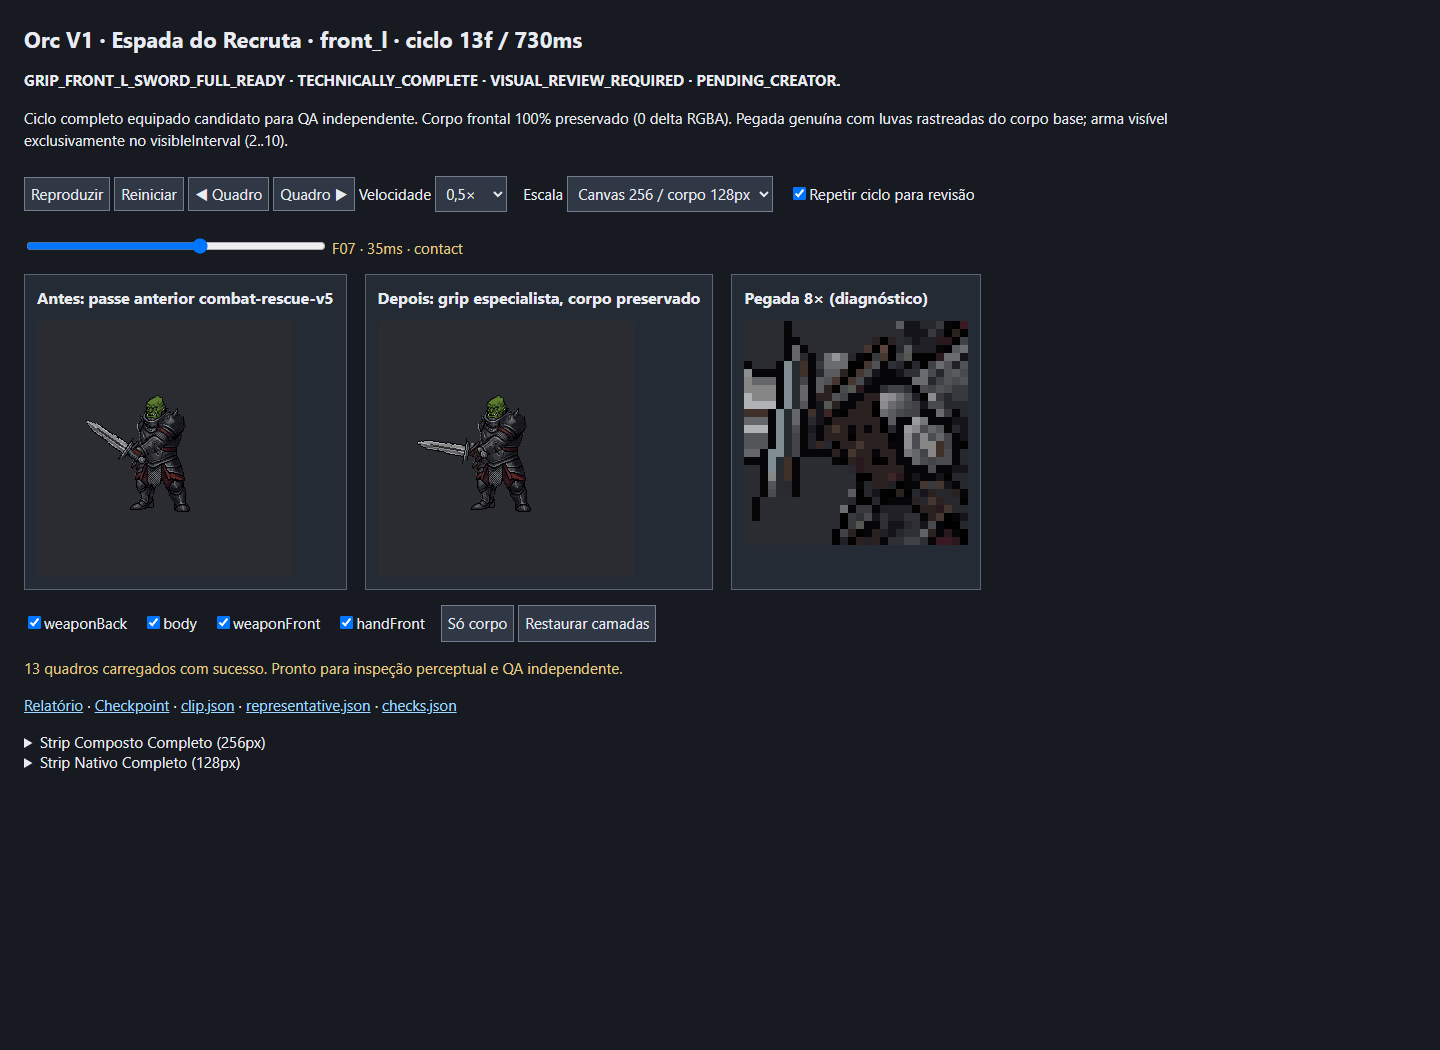 Orc V1 · Espada do Recruta · front_l · ciclo 13f / 730ms
GRIP_FRONT_L_SWORD_FULL_READY · TECHNICALLY_COMPLETE · VISUAL_REVIEW_REQUIRED · PENDING_CREATOR.
Ciclo completo equipado candidato para QA independente. Corpo frontal 100% preservado (0 delta RGBA). Pegada genuína com luvas rastreadas do corpo base; arma visível
exclusivamente no visibleInterval (2..10).
Reproduzir Reiniciar ◀ Quadro Quadro ▶ Velocidade 0,5× Escala Canvas 256 / corpo 128px Repetir ciclo para revisão
F07 · 35ms · contact
Antes: passe anterior combat-rescue-v5 Depois: grip especialista, corpo preservado Pegada 8× (diagnóstico)
weaponBack body weaponFront handFront Só corpo Restaurar camadas
13 quadros carregados com sucesso. Pronto para inspeção perceptual e QA independente.
Relatório · Checkpoint · clip.json · representative.json · checks.json
▶ Strip Composto Completo (256px)
▶ Strip Nativo Completo (128px)